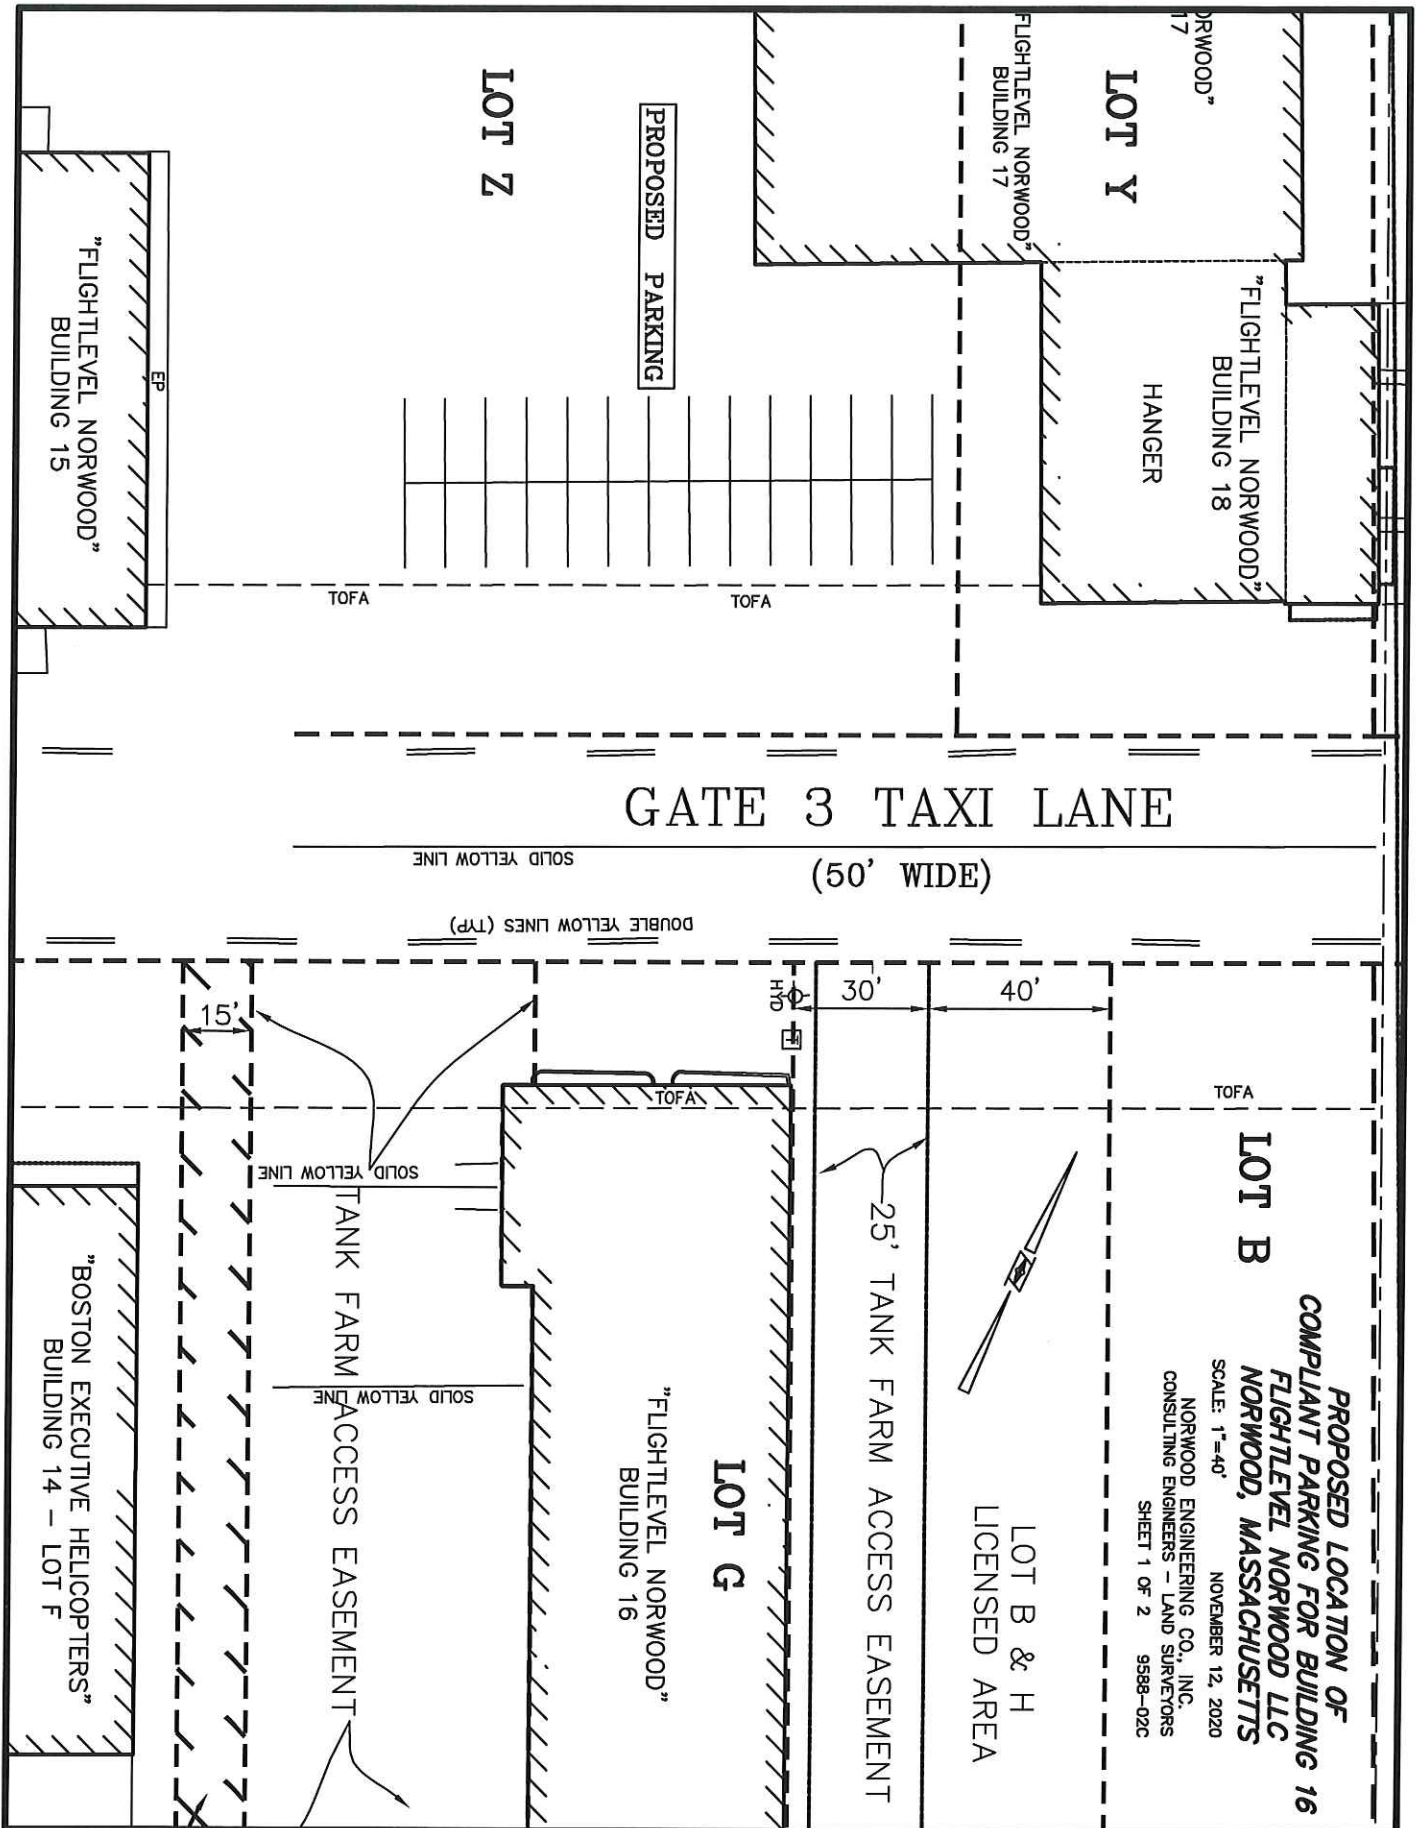 PROPOSED LOCATION OF
COMPLIANT PARKING FOR BUILDING 16
FLIGHTLEVEL NORWOOD LLC
NORWOOD, MASSACHUSETTS
SCALE: 1"=40' NOVEMBER 12, 2020
NORWOOD ENGINEERING CO., INC.
CONSULTING ENGINEERS – LAND SURVEYORS
SHEET 1 OF 2 9588-02C
ORWOOD"
17
LOT Y
"FLIGHTLEVEL NORWOOD"
BUILDING 18
HANGER
FLIGHTLEVEL NORWOOD"
BUILDING 17
PROPOSED PARKING
LOT Z
EP
"FLIGHTLEVEL NORWOOD"
BUILDING 15
TOFA
TOFA
GATE 3 TAXI LANE
(50' WIDE)
SOLID YELLOW LINE
DOUBLE YELLOW LINES (TYP)
TOFA
LOT B
40'
30'
HYD
T
LOT B & H
LICENSED AREA
25' TANK FARM ACCESS EASEMENT
LOT G
TOFA
"FLIGHTLEVEL NORWOOD"
BUILDING 16
SOLID YELLOW LINE
SOLID YELLOW LINE
TANK FARM ACCESS EASEMENT
15'
"BOSTON EXECUTIVE HELICOPTERS"
BUILDING 14 – LOT F